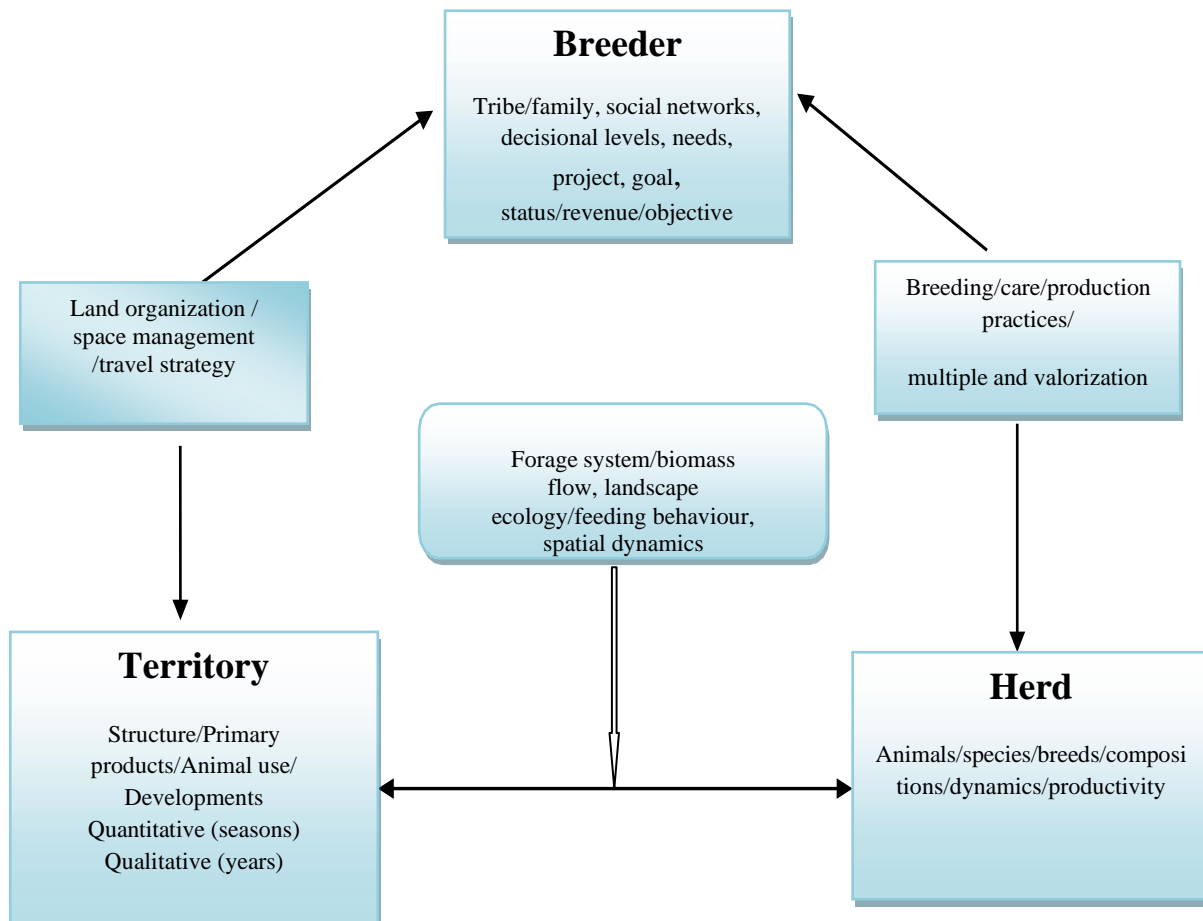 Breeder
Tribe/family, social networks,
decisional levels, needs,
project, goal,
status/revenue/objective
Land organization /
space management
/travel strategy
Breeding/care/production
practices/
multiple and valorization
Forage system/biomass
flow, landscape
ecology/feeding behaviour,
spatial dynamics
Territory
Structure/Primary
products/Animal use/
Developments
Quantitative (seasons)
Qualitative (years)
Herd
Animals/species/breeds/composi
tions/dynamics/productivity